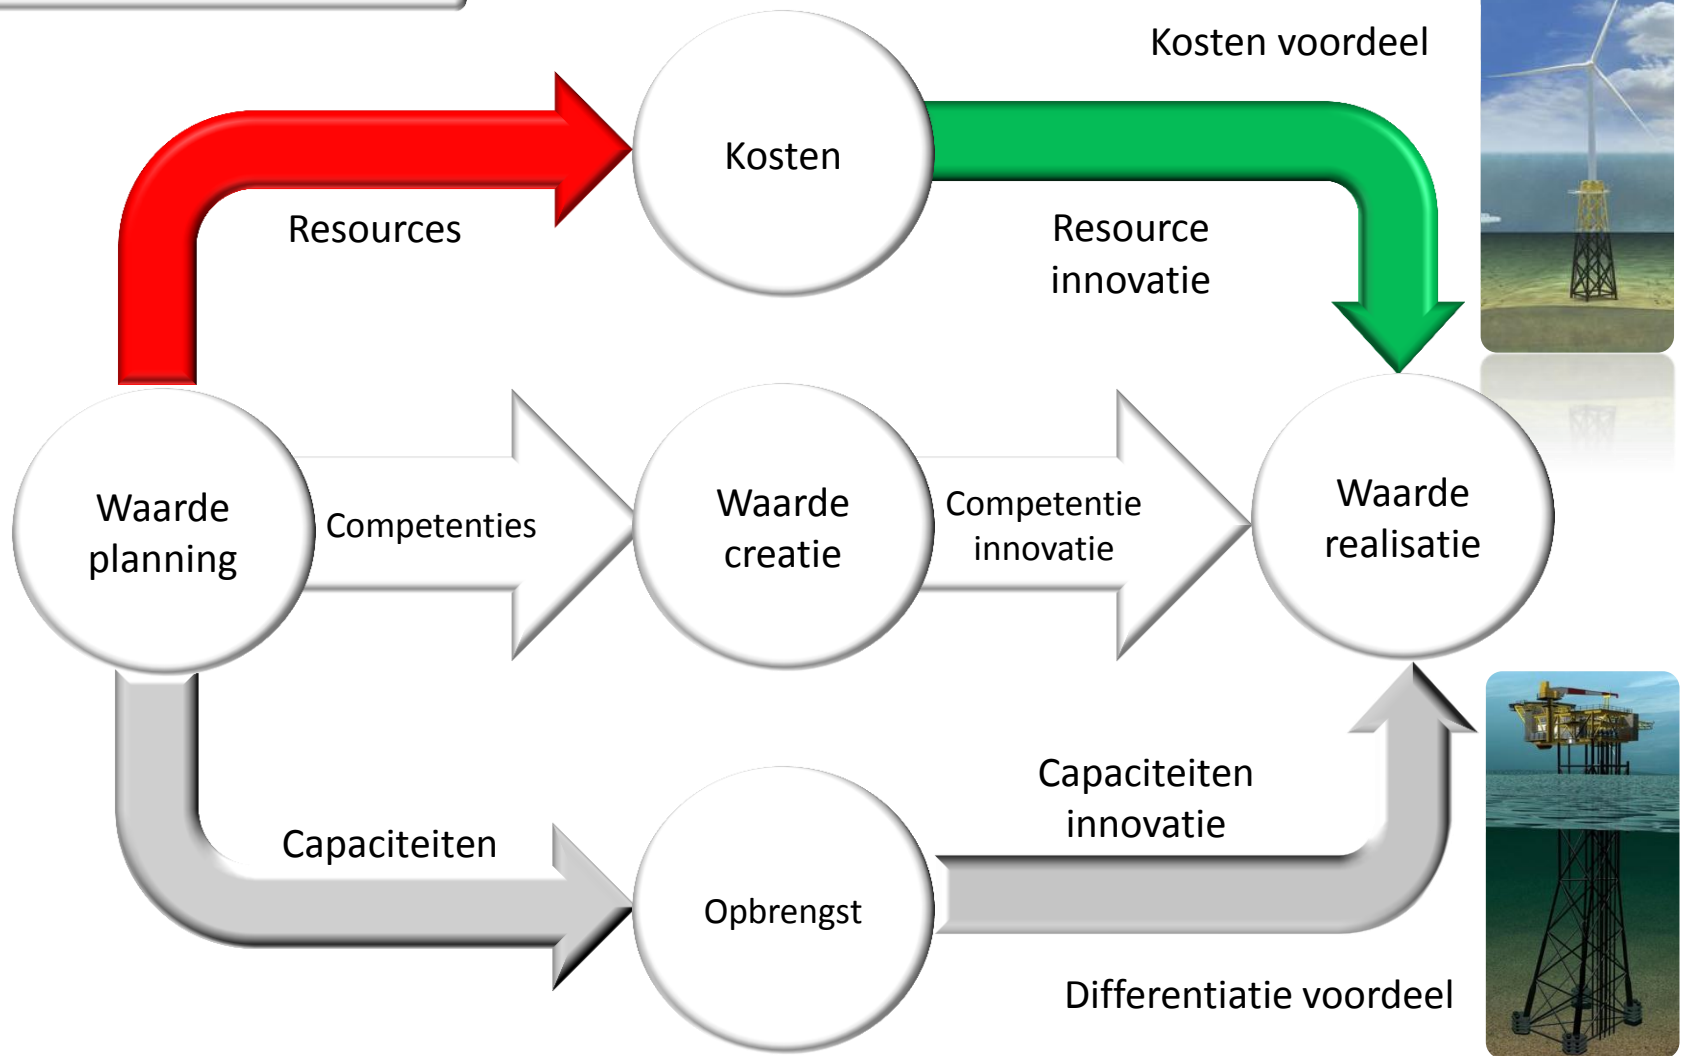 Kosten voordeel
Kosten
Resources
Resource
innovatie
Waarde
planning
Competenties
Waarde
creatie
Competentie
innovatie
Waarde
realisatie
Capaciteiten
innovatie
Capaciteiten
Opbrengst
Differentiatie voordeel